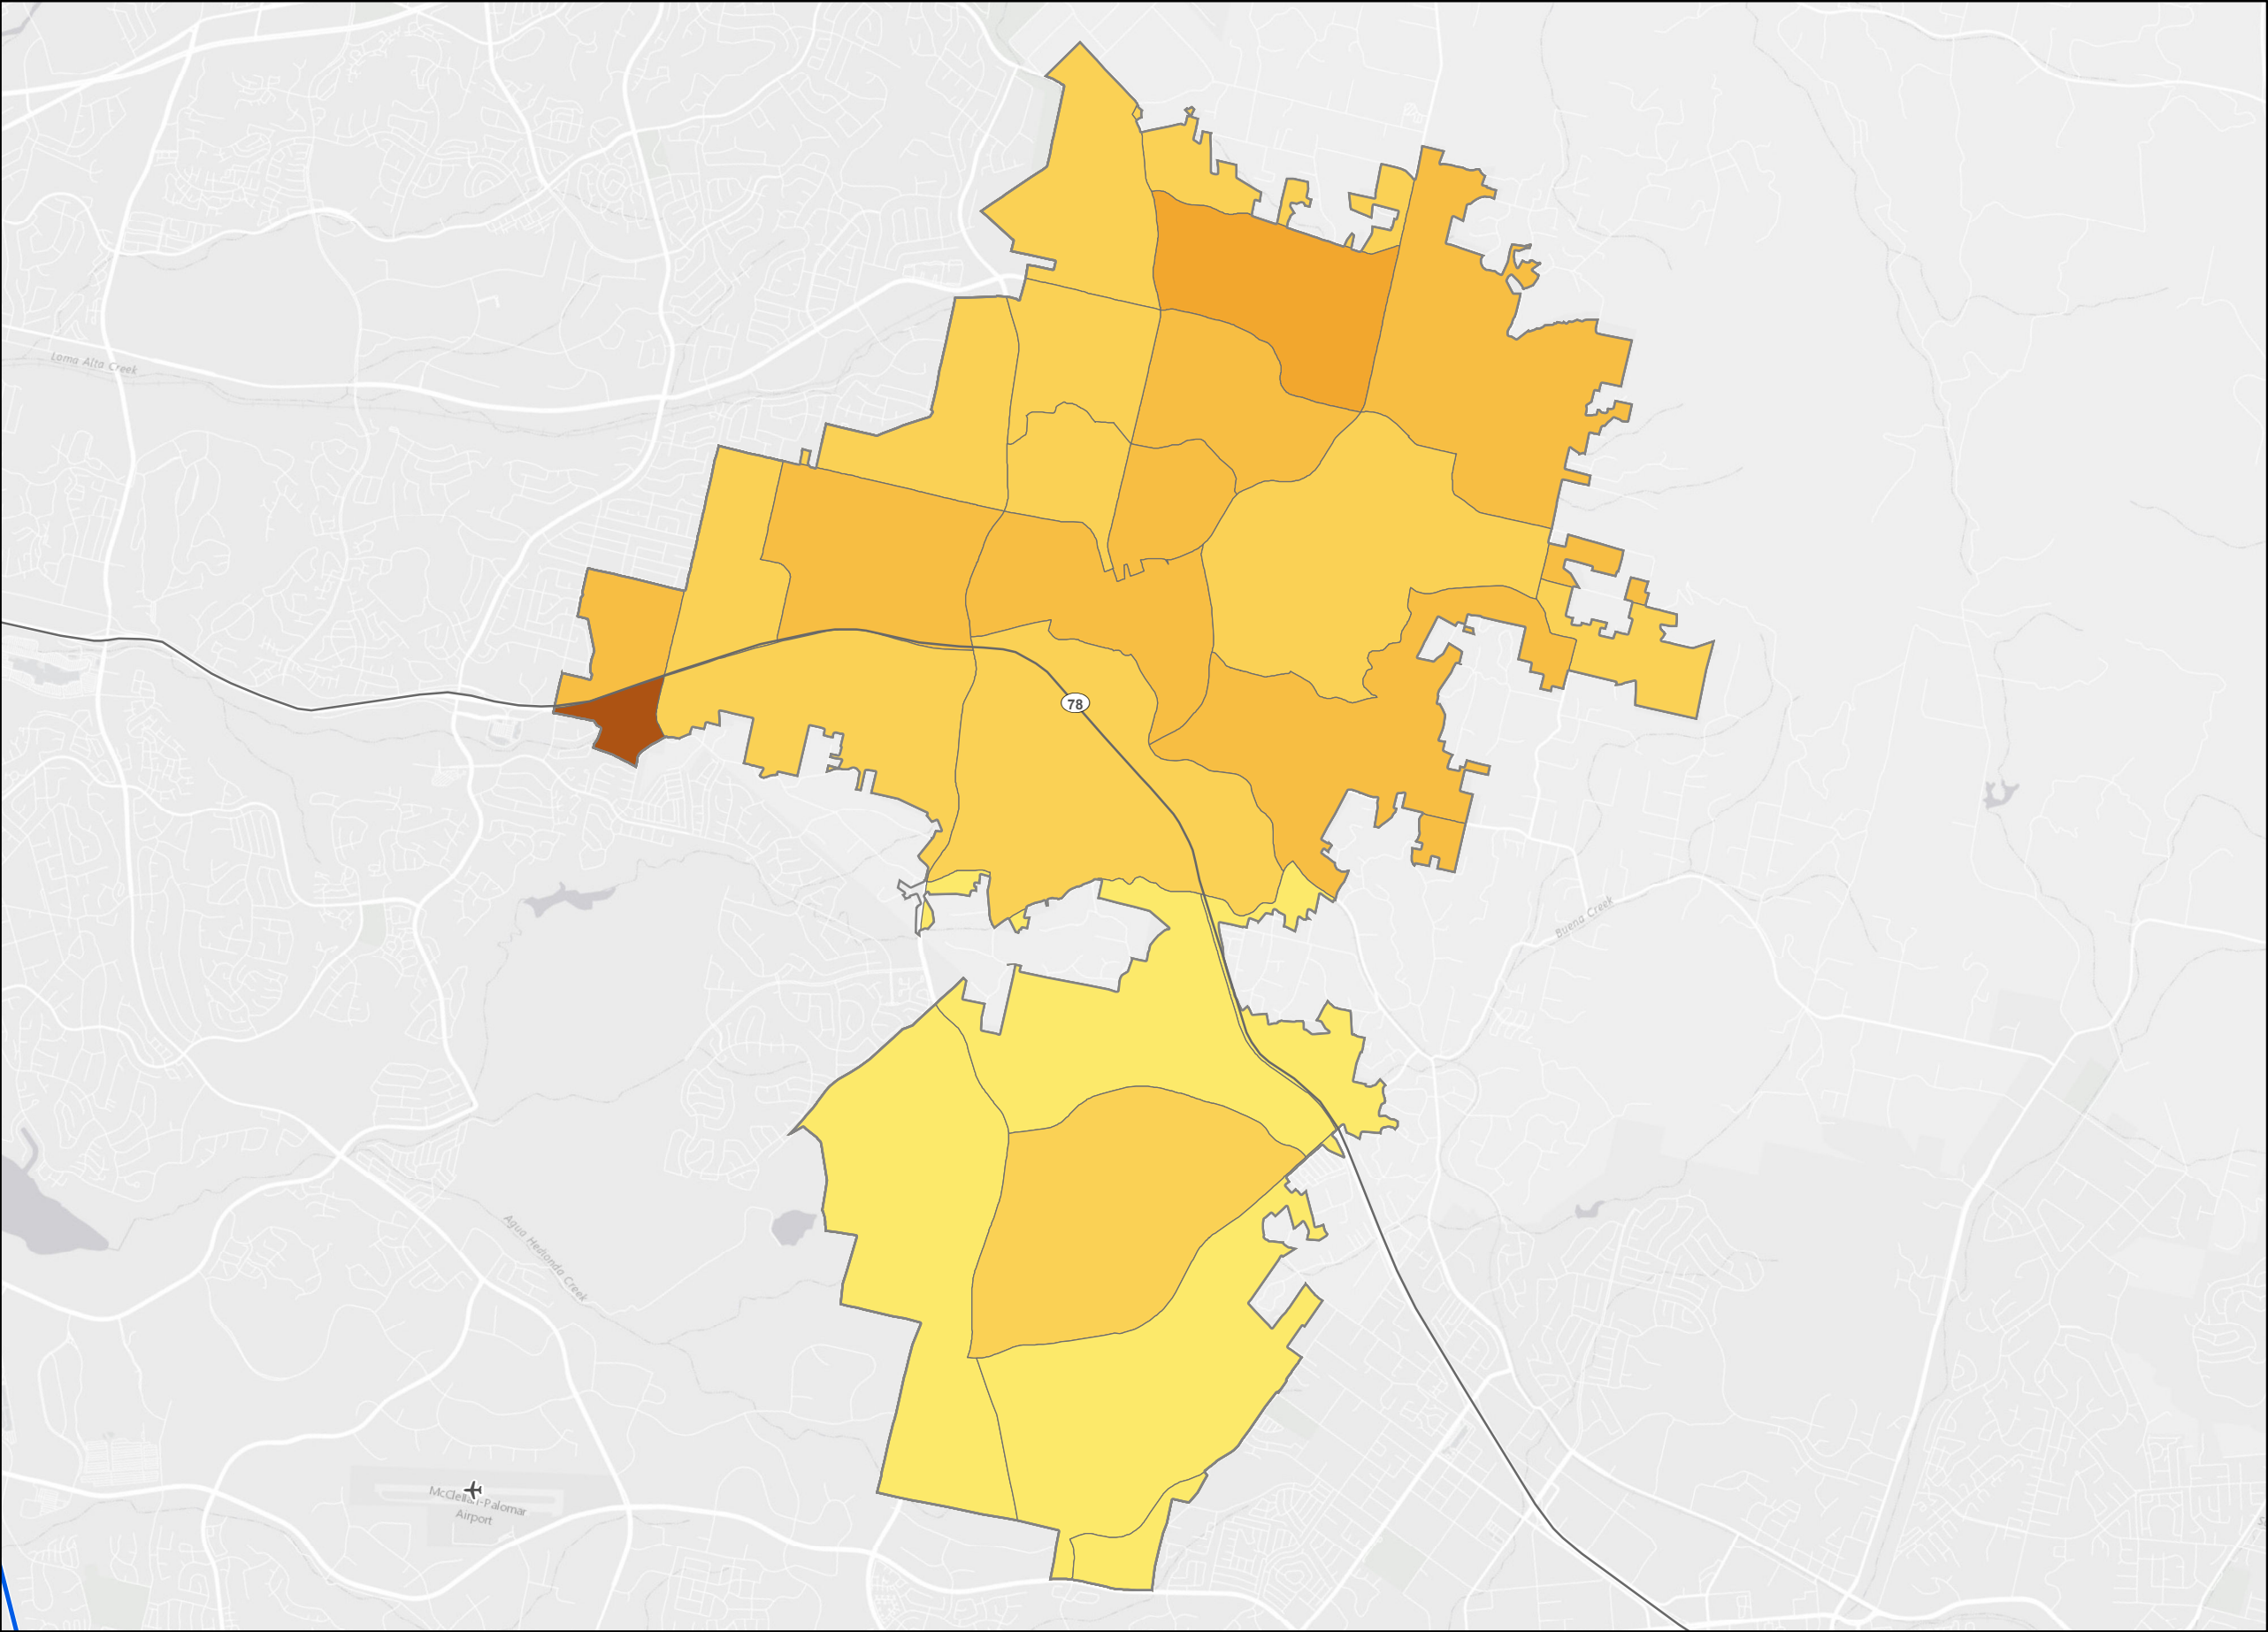 Loma Alta Creek
78
Buena Creek
Agua Hedionda Creek
McClellan-Palomar
Airport